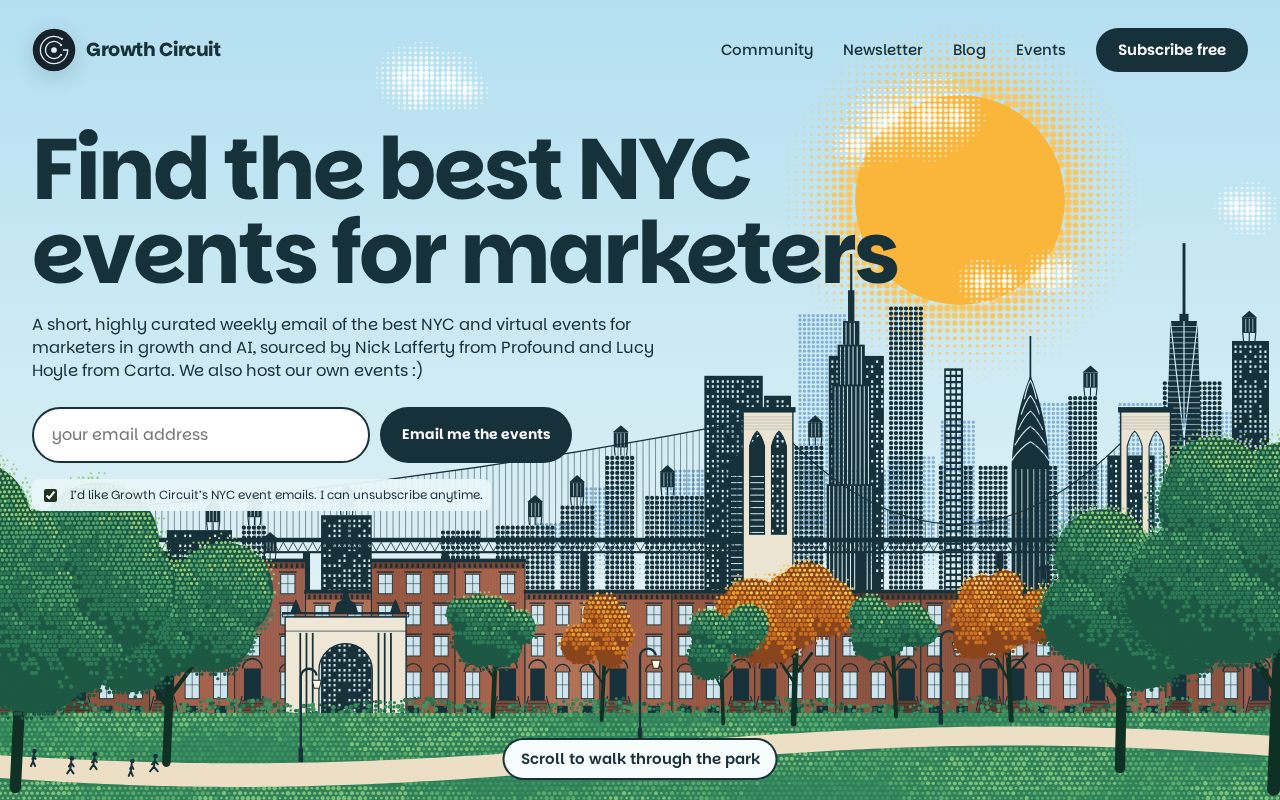 Growth Circuit
Community Newsletter Blog Events Subscribe free
Find the best NYC
events for marketers
A short, highly curated weekly email of the best NYC and virtual events for
marketers in growth and AI, sourced by Nick Lafferty from Profound and Lucy
Hoyle from Carta. We also host our own events :)
your email address
Email me the events
I'd like Growth Circuit's NYC event emails. I can unsubscribe anytime.
Scroll to walk through the park